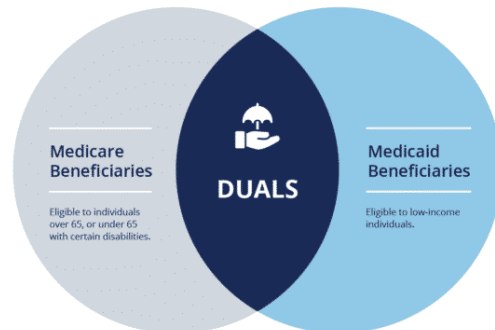 Medicare
Beneficiaries
Eligible to individuals
over 65, or under 65
with certain disabilities.
DUALS
Medicaid
Beneficiaries
Eligible to low-income
individuals.